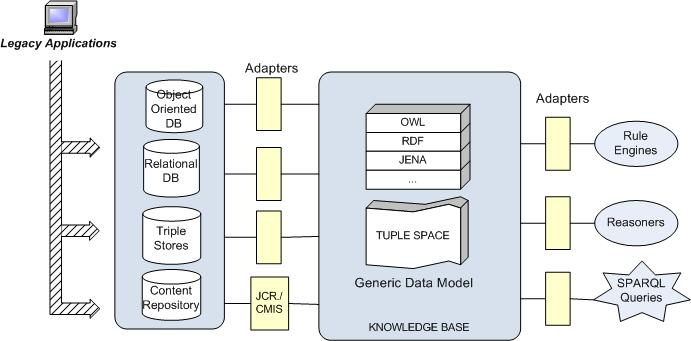 Legacy Applications
Adapters
Object
Oriented
DB
Relational
DB
Triple
Stores
Content
Repository
JCR./
CMIS
OWL
RDF
JENA
...
TUPLE SPACE
Generic Data Model
KNOWLEDGE BASE
Adapters
Rule
Engines
Reasoners
SPARQL
Queries